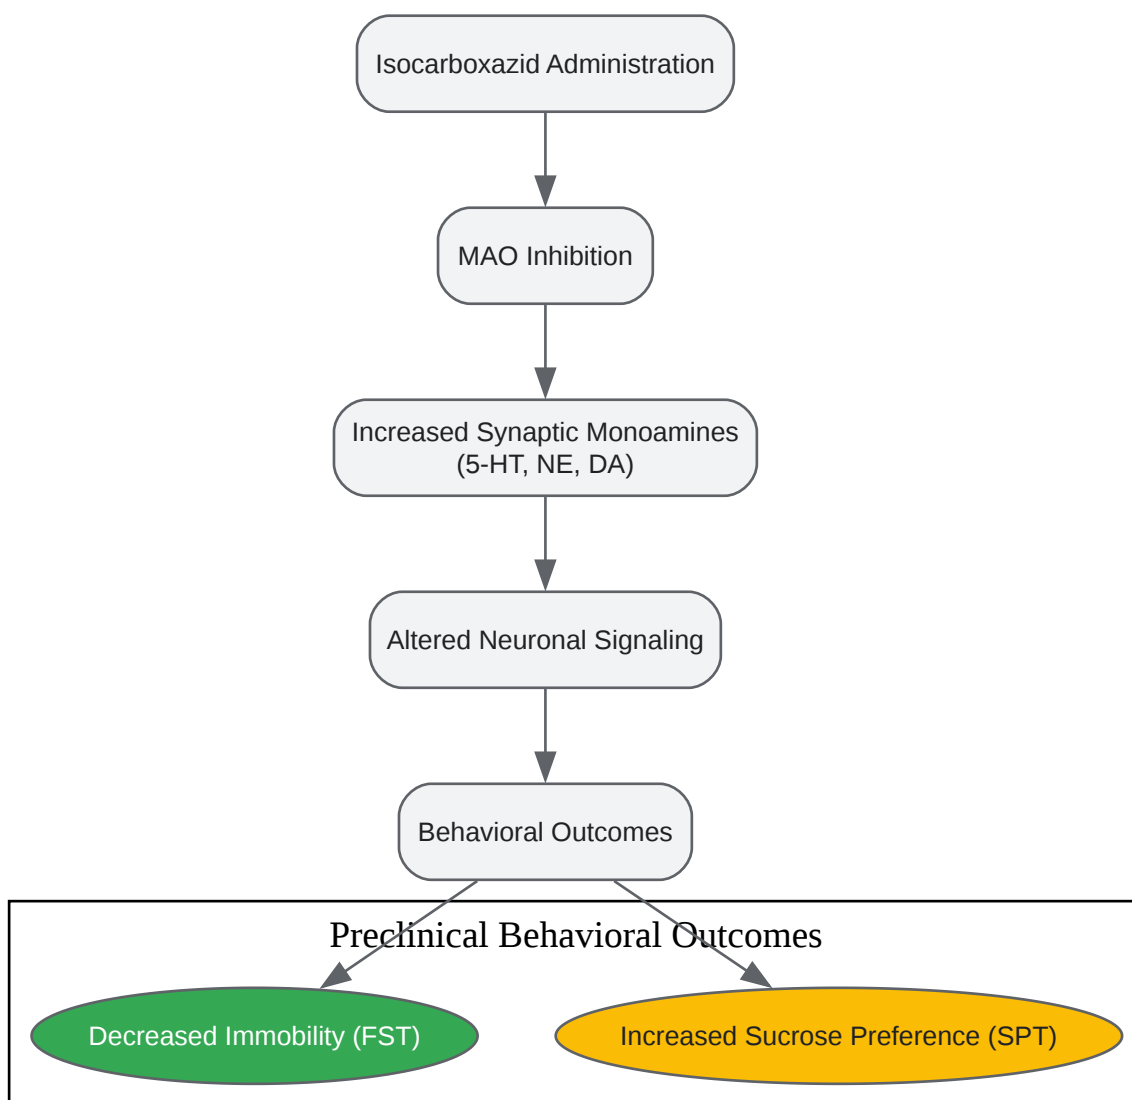 Isocarboxazid Administration
MAO Inhibition
Increased Synaptic Monoamines
(5-HT, NE, DA)
Altered Neuronal Signaling
Behavioral Outcomes
Preclinical Behavioral Outcomes
Decreased Immobility (FST)
Increased Sucrose Preference (SPT)